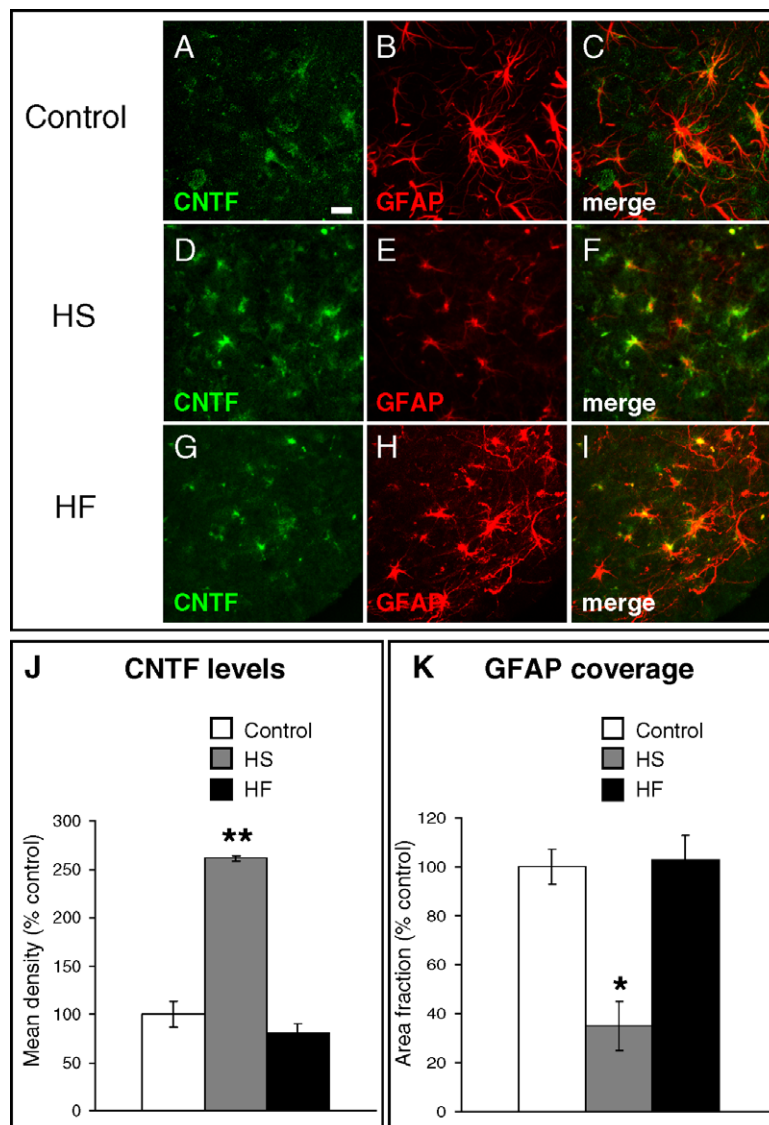 A B C
Control
CNTF GFAP merge
D E F
HS
CNTF GFAP merge
G H I
HF
CNTF GFAP merge
J CNTF levels
Control
HS
HF
Mean density (% control)
300
250
200
150
100
50
0
**
K GFAP coverage
Control
HS
HF
Area fraction (% control)
120
100
80
60
40
20
0
*